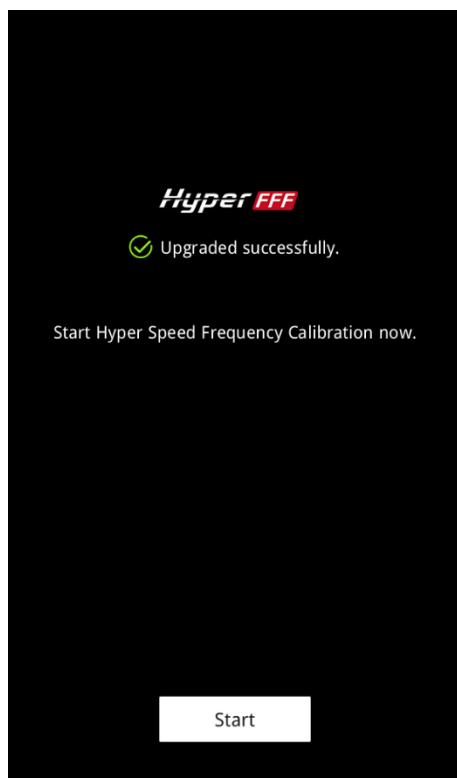 Hyper FFF
Upgraded successfully.
Start Hyper Speed Frequency Calibration now.
Start